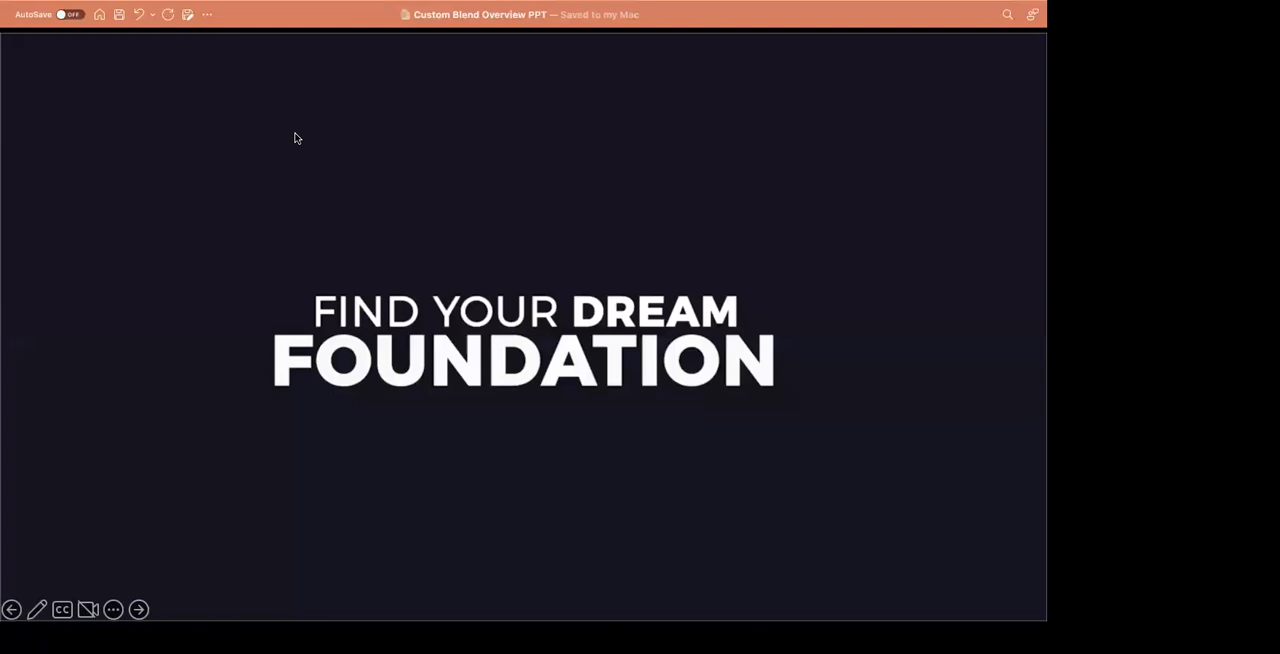 AutoSave OFF
Custom Blend Overview PPT — Saved to my Mac
FIND YOUR DREAM
FOUNDATION
CC